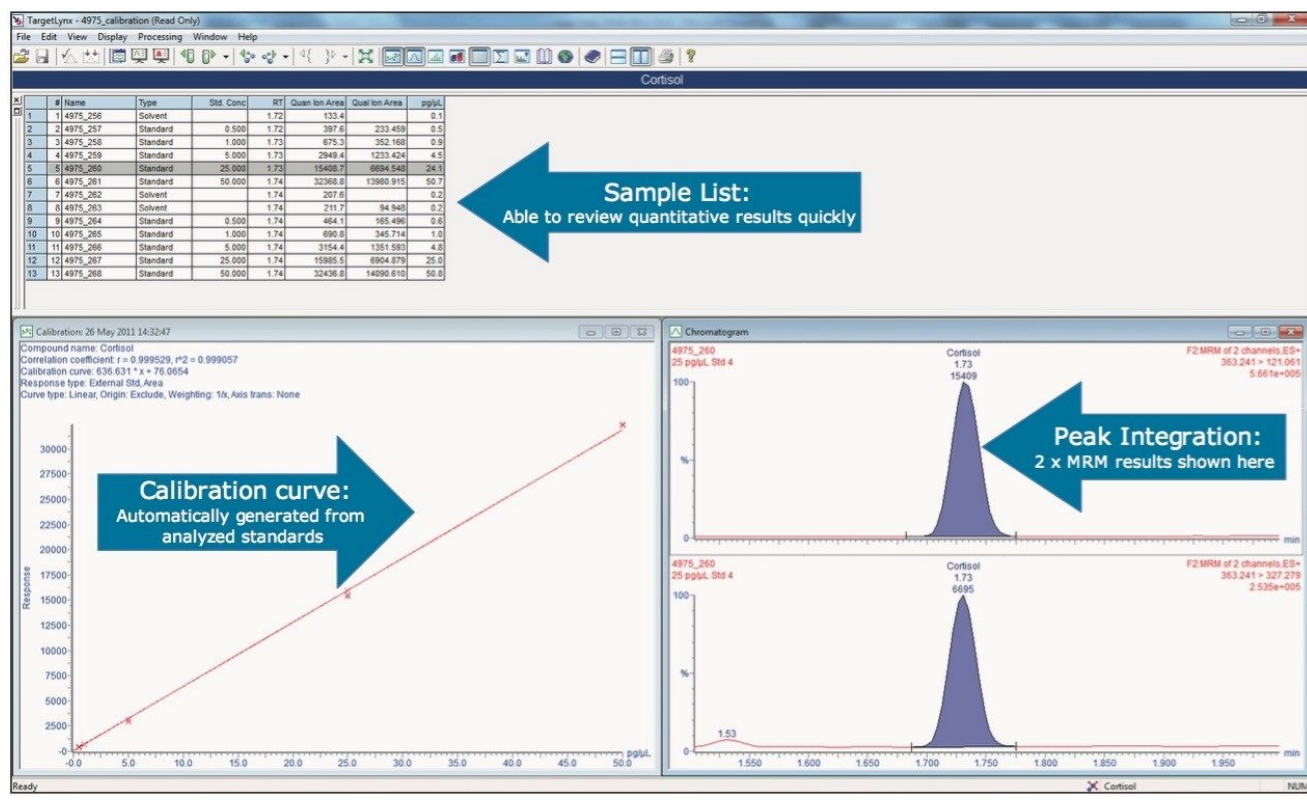 TargetLynx - 4975_calibration (Read Only)
File Edit View Display Processing Window Help
Cortisol
# Name Type Std. Conc RT Quan Ion Area Qual Ion Area pg/µL
1 1 4975_256 Solvent 1.72 133.4 0.1
2 2 4975_257 Standard 0.500 1.72 397.6 233.459 0.5
3 3 4975_258 Standard 1.000 1.73 675.3 352.168 0.9
4 4 4975_259 Standard 5.000 1.73 2949.4 1233.424 4.5
5 5 4975_260 Standard 25.000 1.73 15408.7 6694.548 24.1
6 6 4975_261 Standard 50.000 1.74 32368.8 13980.915 50.7
7 7 4975_262 Solvent 1.74 207.6 0.2
8 8 4975_263 Solvent 1.74 211.7 94.948 0.2
9 9 4975_264 Standard 0.500 1.74 464.1 165.496 0.6
10 10 4975_265 Standard 1.000 1.74 690.8 345.714 1.0
11 11 4975_266 Standard 5.000 1.74 3154.4 1351.593 4.8
12 12 4975_267 Standard 25.000 1.74 15985.5 6904.879 25.0
13 13 4975_268 Standard 50.000 1.74 32436.8 14090.610 50.8
Sample List:
Able to review quantitative results quickly
Calibration: 26 May 2011 14:32:47
Compound name: Cortisol
Correlation coefficient: r = 0.999529, r^2 = 0.999057
Calibration curve: 636.631 * x + 76.0654
Response type: External Std, Area
Curve type: Linear, Origin: Exclude, Weighting: 1/x, Axis trans: None
30000
27500
25000
22500
20000
17500
15000
12500
10000
7500
5000
2500
-0
Response
-0.0 5.0 10.0 15.0 20.0 25.0 30.0 35.0 40.0 45.0 50.0 pg/µL
Calibration curve:
Automatically generated from
analyzed standards
Chromatogram
4975_260
25 pg/µL Std 4
Cortisol
1.73
15409
F2:MRM of 2 channels,ES+
363.241 > 121.061
5.661e+005
100
%
0
min
Peak Integration:
2 x MRM results shown here
4975_260
25 pg/µL Std 4
Cortisol
1.73
6695
F2:MRM of 2 channels,ES+
363.241 > 327.279
2.535e+005
100
%
0
1.53
min
1.550 1.600 1.650 1.700 1.750 1.800 1.850 1.900 1.950
Ready
Cortisol
NUM